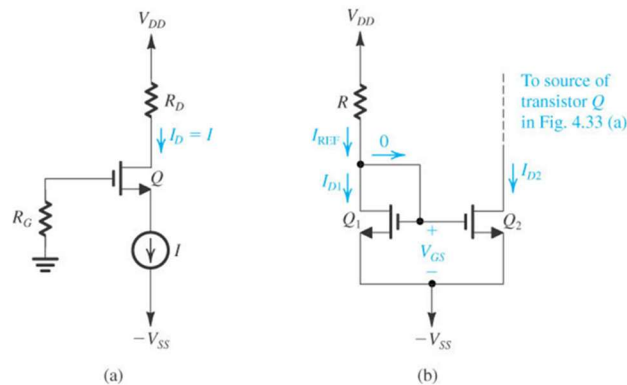 V_DD
R_D
I_D = I
Q
R_G
I
−V_SS
(a)
V_DD
R
I_REF
0
I_D1
Q_1
+
V_GS
−
Q_2
I_D2
To source of
transistor Q
in Fig. 4.33 (a)
−V_SS
(b)